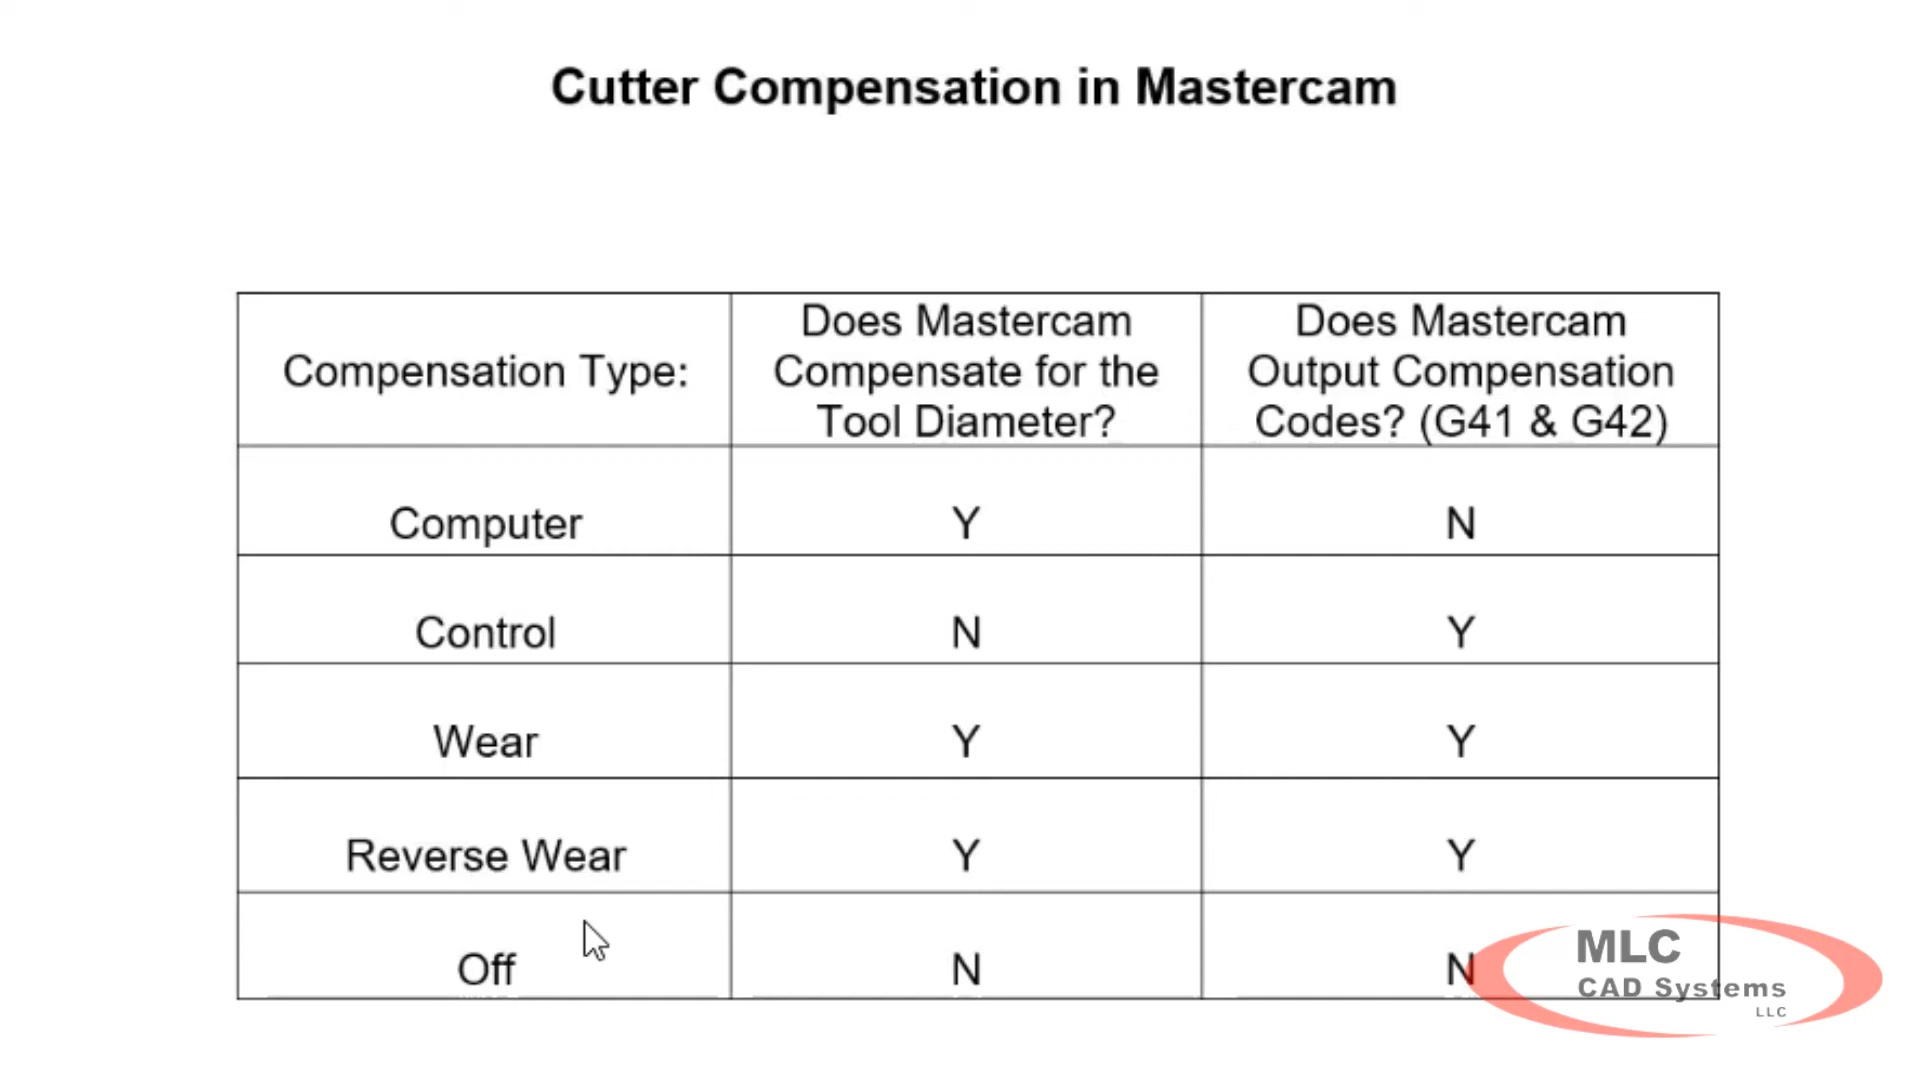 Cutter Compensation in Mastercam
Compensation Type:
Does Mastercam
Compensate for the
Tool Diameter?
Does Mastercam
Output Compensation
Codes? (G41 & G42)
Computer
Y
N
Control
N
Y
Wear
Y
Y
Reverse Wear
Y
Y
Off
N
N
MLC
CAD Systems
LLC